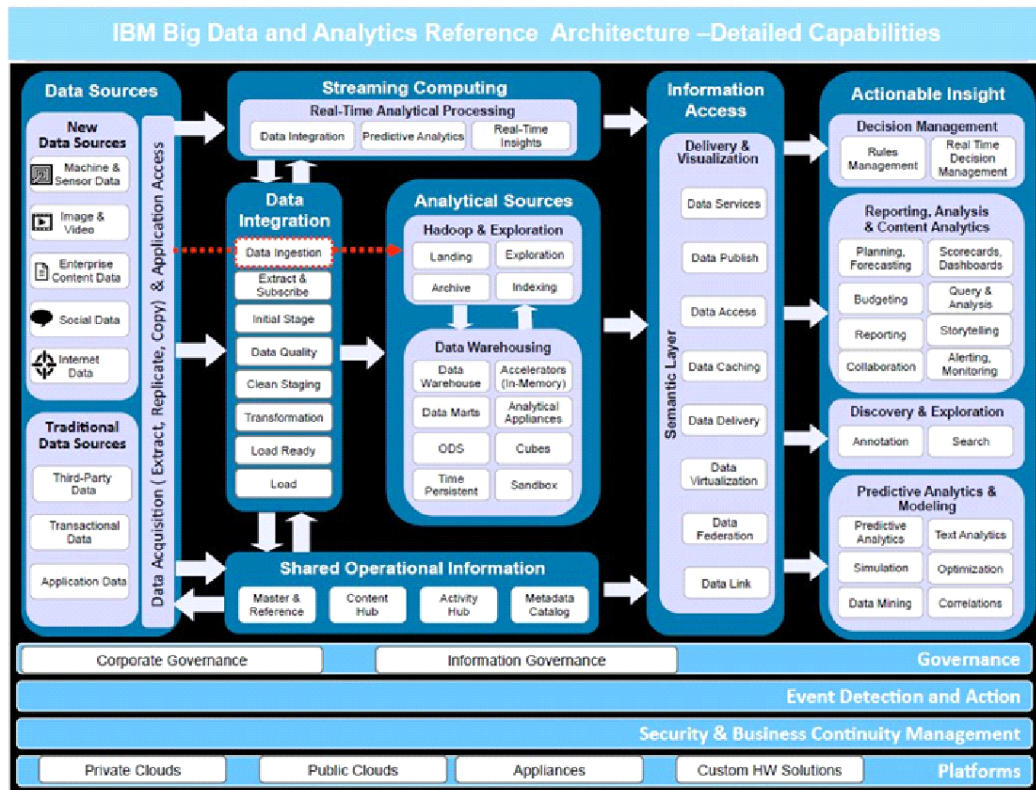 IBM Big Data and Analytics Reference Architecture –Detailed Capabilities
Data Sources
New
Data Sources
Machine &
Sensor Data
Image &
Video
Enterprise
Content Data
Social Data
Internet
Data
Traditional
Data Sources
Third-Party
Data
Transactional
Data
Application Data
Data Acquisition ( Extract, Replicate, Copy) & Application Access
Streaming Computing
Real-Time Analytical Processing
Data Integration
Predictive Analytics
Real-Time
Insights
Data
Integration
Data Ingestion
Extract &
Subscribe
Initial Stage
Data Quality
Clean Staging
Transformation
Load Ready
Load
Analytical Sources
Hadoop & Exploration
Landing
Exploration
Archive
Indexing
Data Warehousing
Data
Warehouse
Accelerators
(In-Memory)
Data Marts
Analytical
Appliances
ODS
Cubes
Time
Persistent
Sandbox
Shared Operational Information
Master &
Reference
Content
Hub
Activity
Hub
Metadata
Catalog
Information
Access
Delivery &
Visualization
Semantic Layer
Data Services
Data Publish
Data Access
Data Caching
Data Delivery
Data
Virtualization
Data
Federation
Data Link
Actionable Insight
Decision Management
Rules
Management
Real Time
Decision
Management
Reporting, Analysis
& Content Analytics
Planning,
Forecasting
Scorecards,
Dashboards
Budgeting
Query &
Analysis
Reporting
Storytelling
Collaboration
Alerting,
Monitoring
Discovery & Exploration
Annotation
Search
Predictive Analytics &
Modeling
Predictive
Analytics
Text Analytics
Simulation
Optimization
Data Mining
Correlations
Corporate Governance
Information Governance
Governance
Event Detection and Action
Security & Business Continuity Management
Private Clouds
Public Clouds
Appliances
Custom HW Solutions
Platforms